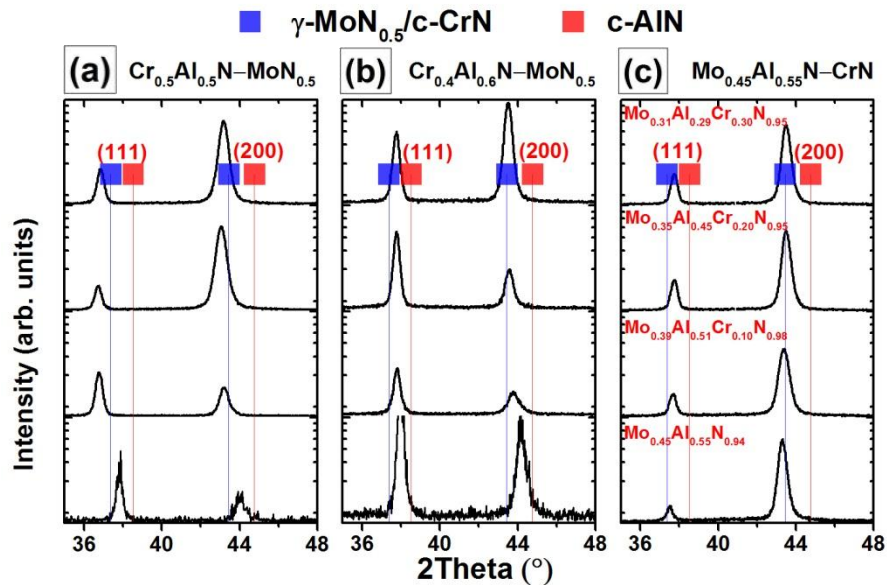 γ-MoN0.5/c-CrN c-AlN
(a) Cr0.5Al0.5N–MoN0.5
(b) Cr0.4Al0.6N–MoN0.5
(c) Mo0.45Al0.55N–CrN
Intensity (arb. units)
(111) (200)
(111) (200)
Mo0.31Al0.29Cr0.30N0.95
(111) (200)
Mo0.35Al0.45Cr0.20N0.95
Mo0.39Al0.51Cr0.10N0.98
Mo0.45Al0.55N0.94
36 40 44 48
36 40 44 48
36 40 44 48
2Theta (°)